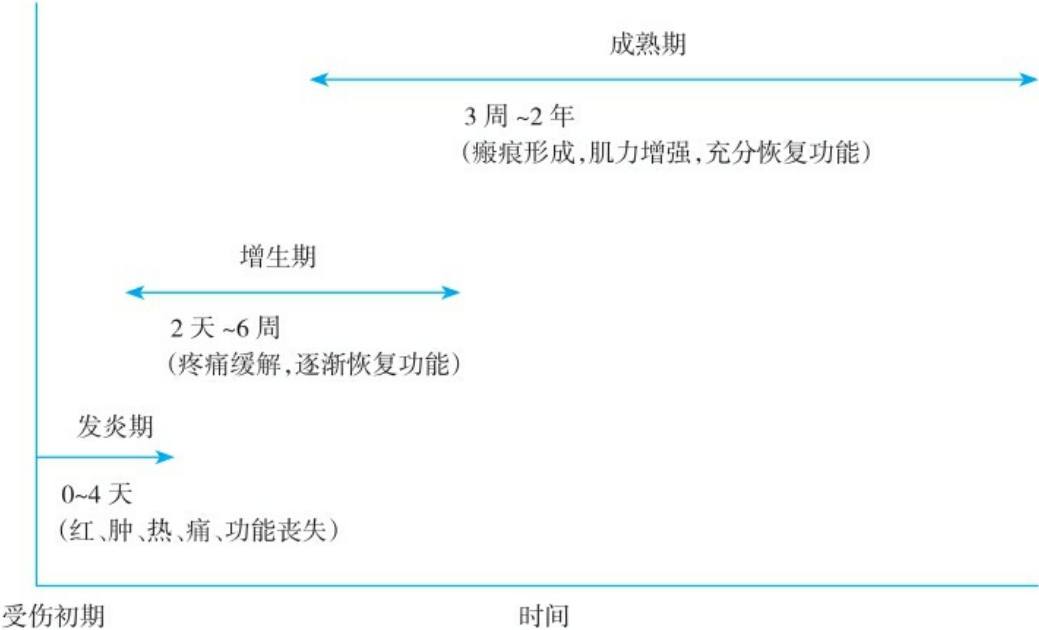 成熟期
3 周 ~2 年
(瘢痕形成,肌力增强,充分恢复功能)
增生期
2 天 ~6 周
(疼痛缓解,逐渐恢复功能)
发炎期
0~4 天
(红、肿、热、痛、功能丧失)
受伤初期
时间